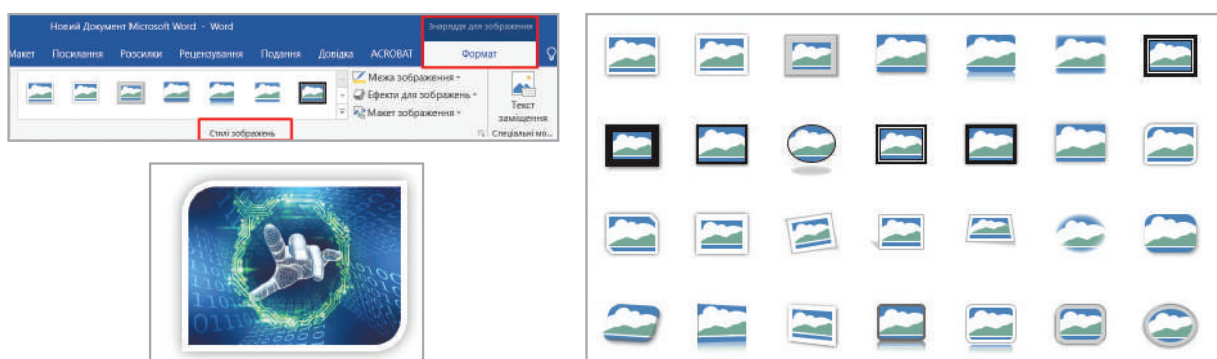 Новий Документ Microsoft Word - Word
Знаряддя для зображення
Макет Посилання Розсилки Рецензування Подання Довідка ACROBAT Формат
Межа зображення
Ефекти для зображень
Макет зображення
Текст
заміщення
Стилі зображень
Спеціальні мо...